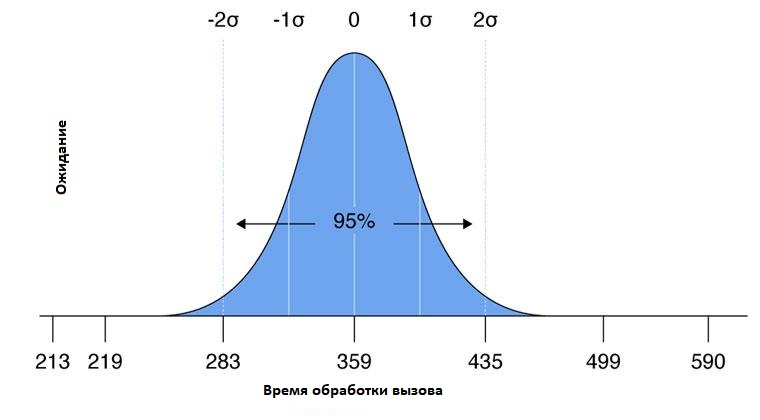 -2σ -1σ 0 1σ 2σ
Ожидание
95%
213 219 283 359 435 499 590
Время обработки вызова